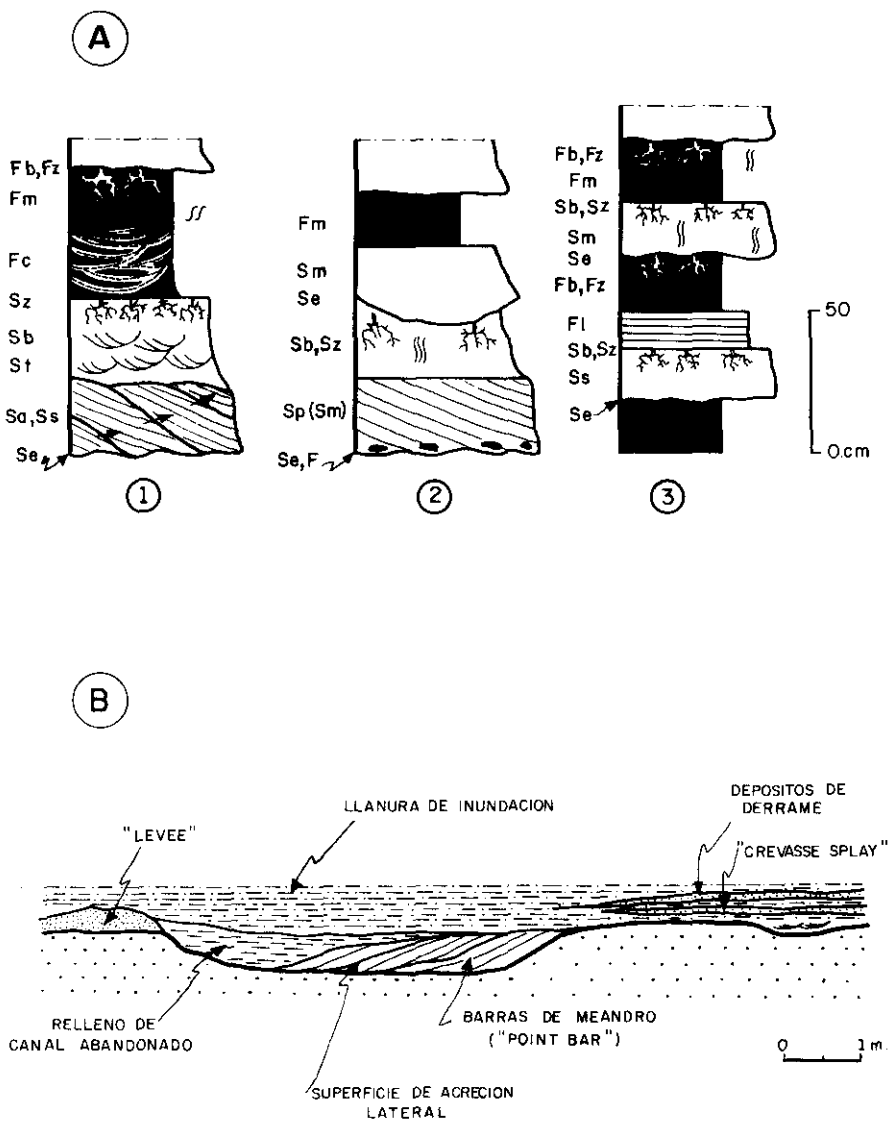 A
Fb,Fz
Fm
Fc
Sz
Sb
St
Sa,Ss
Se
1
Fm
Sm
Se
Sb,Sz
Sp(Sm)
Se,F
2
Fb,Fz
Fm
Sb,Sz
Sm
Se
Fb,Fz
Fl
Sb,Sz
Ss
Se
3
50
0.cm
B
LLANURA DE INUNDACION
DEPOSITOS DE
DERRAME
"LEVEE"
"CREVASSE SPLAY"
RELLENO DE
CANAL ABANDONADO
BARRAS DE MEANDRO
("POINT BAR")
SUPERFICIE DE ACRECION
LATERAL
0 1m.